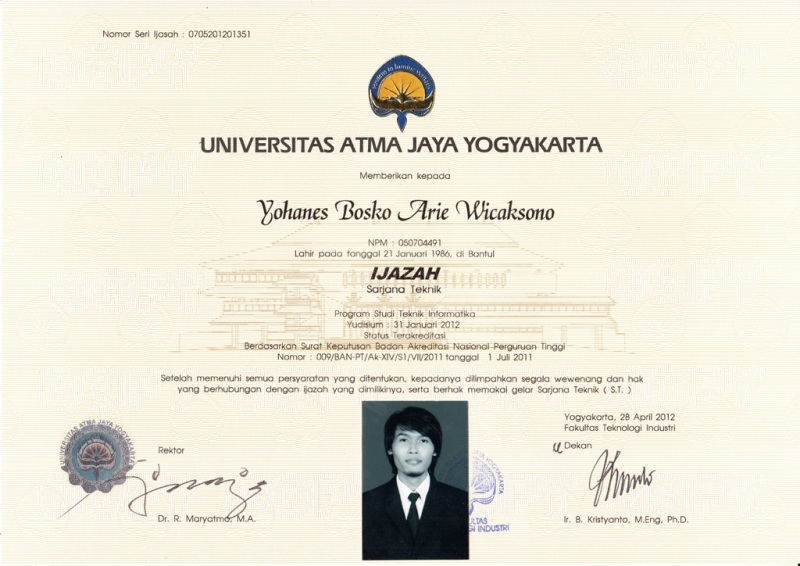 Nomor Seri Ijasah : 0705201201351
UNIVERSITAS ATMA JAYA YOGYAKARTA
Memberikan kepada
Yohanes Bosko Arie Wicaksono
NPM : 050704491
Lahir pada tanggal 21 Januari 1986, di Bantul
IJAZAH
Sarjana Teknik
Program Studi Teknik Informatika
Yudisium : 31 Januari 2012
Status Terakreditasi
Berdasarkan Surat Keputusan Badan Akreditasi Nasional Perguruan Tinggi
Nomor : 009/BAN-PT/Ak-XIV/S1/VII/2011 tanggal 1 Juli 2011
Setelah memenuhi semua persyaratan yang ditentukan, kepadanya dilimpahkan segala wewenang dan hak
yang berhubungan dengan ijazah yang dimilikinya, serta berhak memakai gelar Sarjana Teknik ( S.T. )
Yogyakarta, 28 April 2012
Fakultas Teknologi Industri
Dekan
Rektor
UNIVERSITAS ATMA JAYA YOGYAKARTA
Dr. R. Maryatmo, M.A.
Ir. B. Kristyanto, M.Eng, Ph.D.